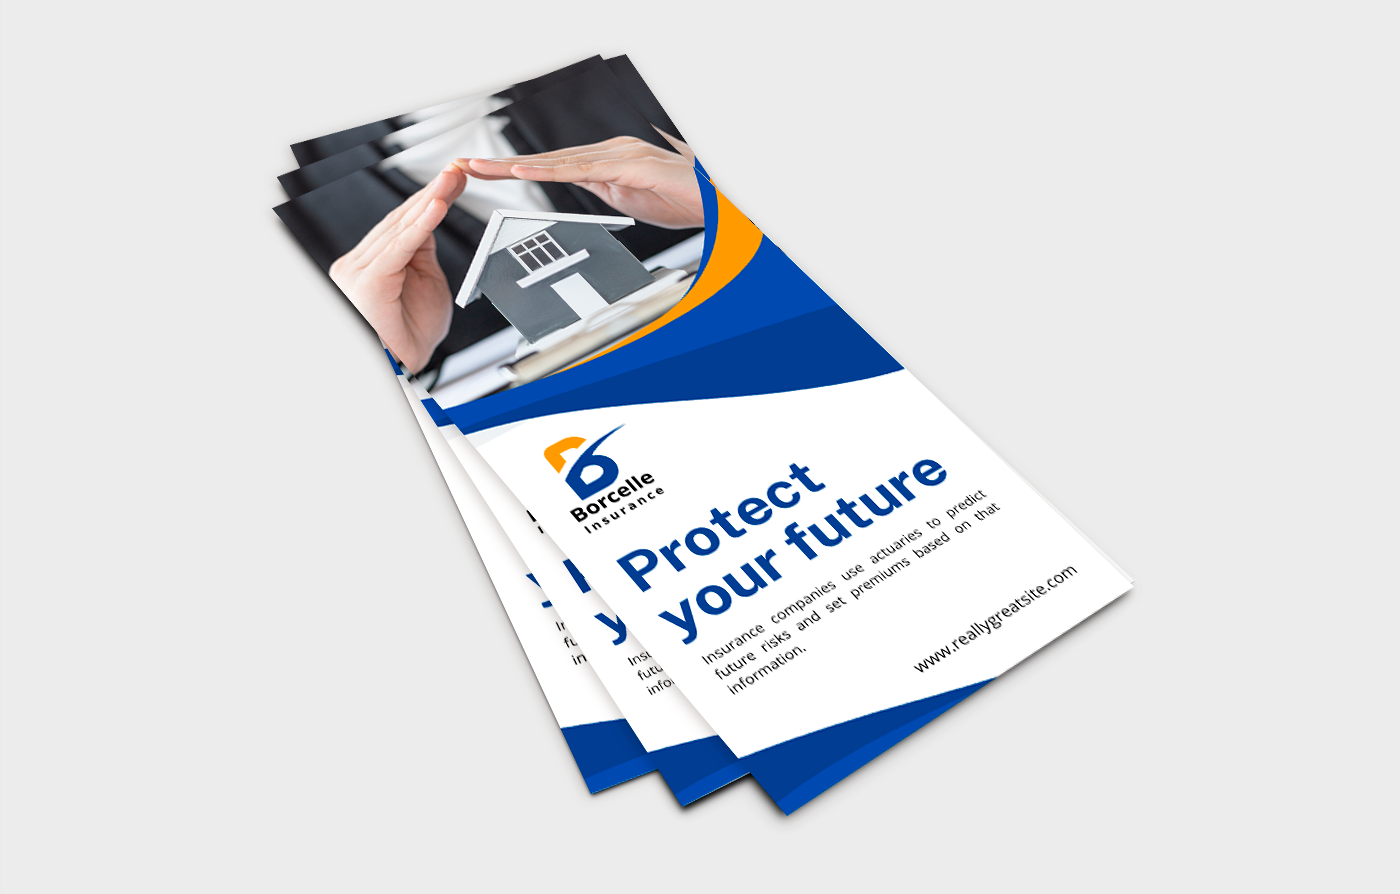 Borcelle
Insurance
Protect
your future
Insurance companies use actuaries to predict
future risks and set premiums based on that
information.
www.reallygreatsite.com